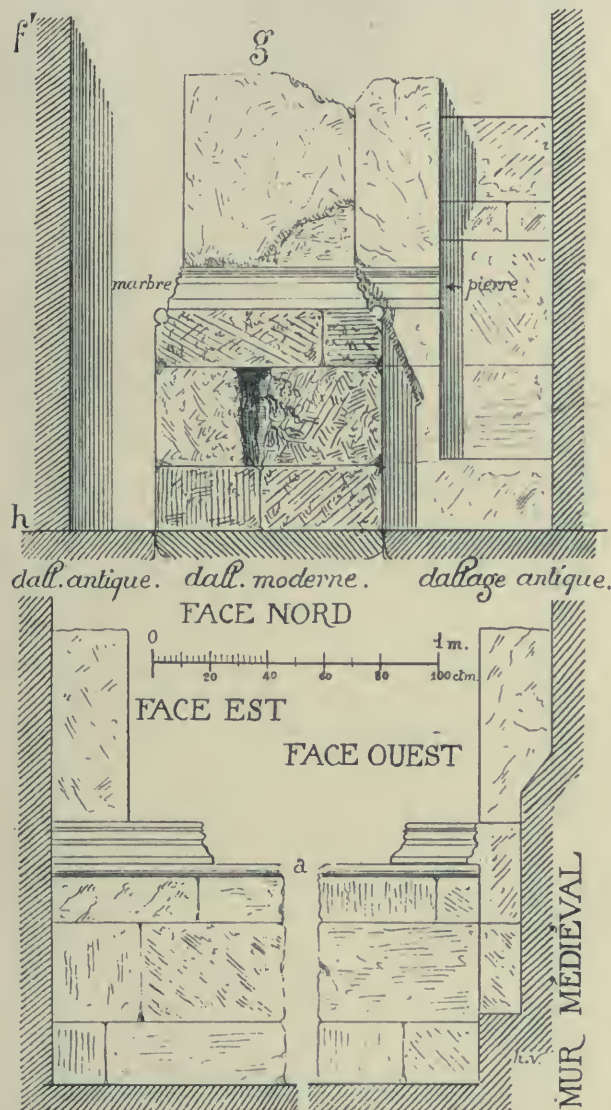 f'
g
marbre
pierre
h
dall. antique. dall. moderne. dallage antique.
FACE NORD
0 1 m.
20 40 60 80 100 ctm.
FACE EST
FACE OUEST
a
h.v.
MUR MÉDIÉVAL